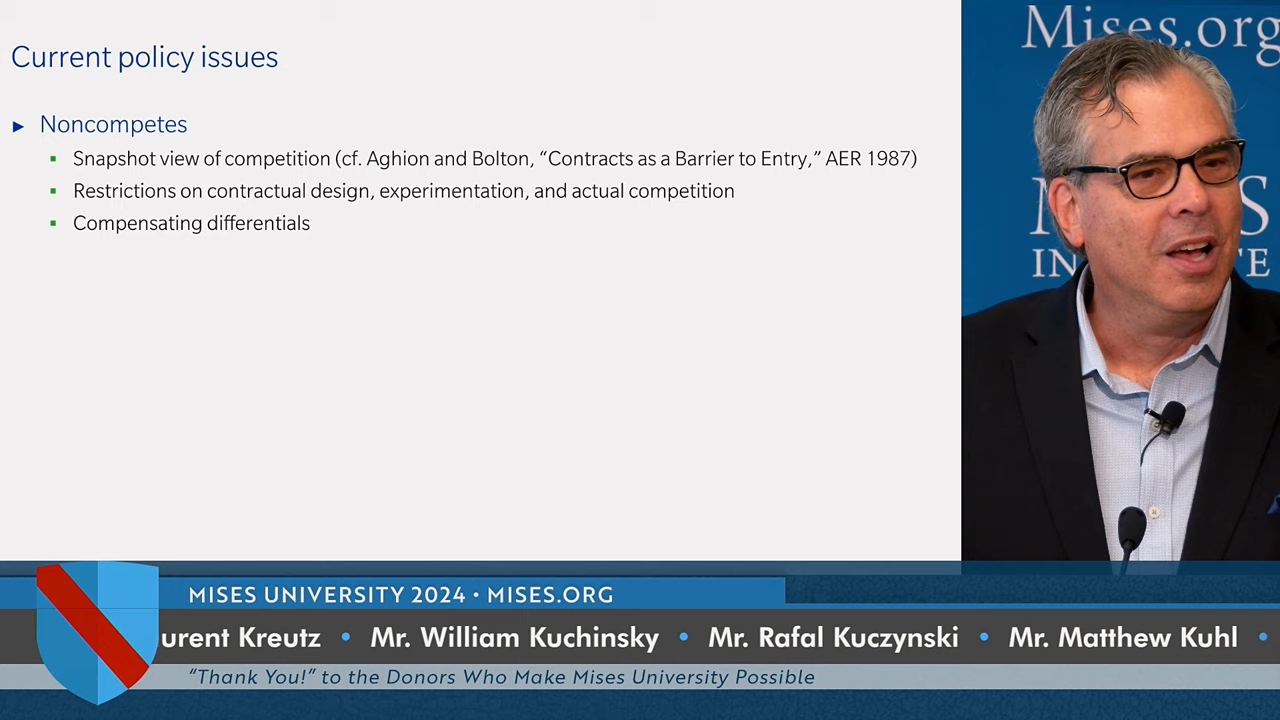 Current policy issues
Noncompetes
Snapshot view of competition (cf. Aghion and Bolton, “Contracts as a Barrier to Entry,” AER 1987)
Restrictions on contractual design, experimentation, and actual competition
Compensating differentials
Mises.org
M S
IN TE
MISES UNIVERSITY 2024 • MISES.ORG
urent Kreutz • Mr. William Kuchinsky • Mr. Rafal Kuczynski • Mr. Matthew Kuhl •
“Thank You!” to the Donors Who Make Mises University Possible